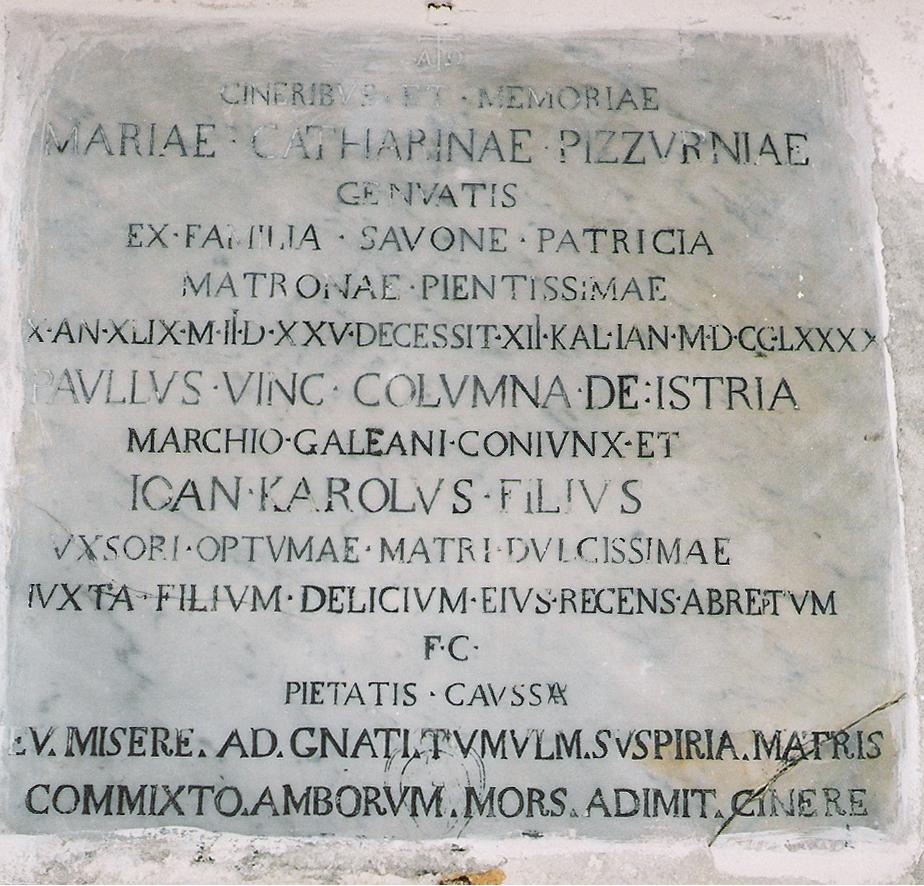 A O
CINERIBVS · ET · MEMORIAE
MARIAE · CATHARINAE · PIZZVRNIAE
GENVATIS
EX·FAMILIA · SAVONE · PATRICIA
MATRONAE · PIENTISSIMAE
X·AN·XLIX·M·II·D·XXV·DECESSIT·XII·KAL·IAN·M·D·CC·LXXXX
PAVLLVS · VINC · COLVMNA · DE · ISTRIA
MARCHIO·GALEANI·CONIVNX·ET
IOAN·KAROLVS·FILIVS
VXSORI·OPTVMAE·MATRI·DVLCISSIMAE
IVXTA·FILIVM·DELICIVM·EIVS·RECENS·ABREPTVM
F·C·
PIETATIS · CAVSSA
EV. MISERE. AD. GNATI. TVMVLM. SVSPIRIA. MATRIS
COMMIXTO. AMBORVM. MORS. ADIMIT. CINERE